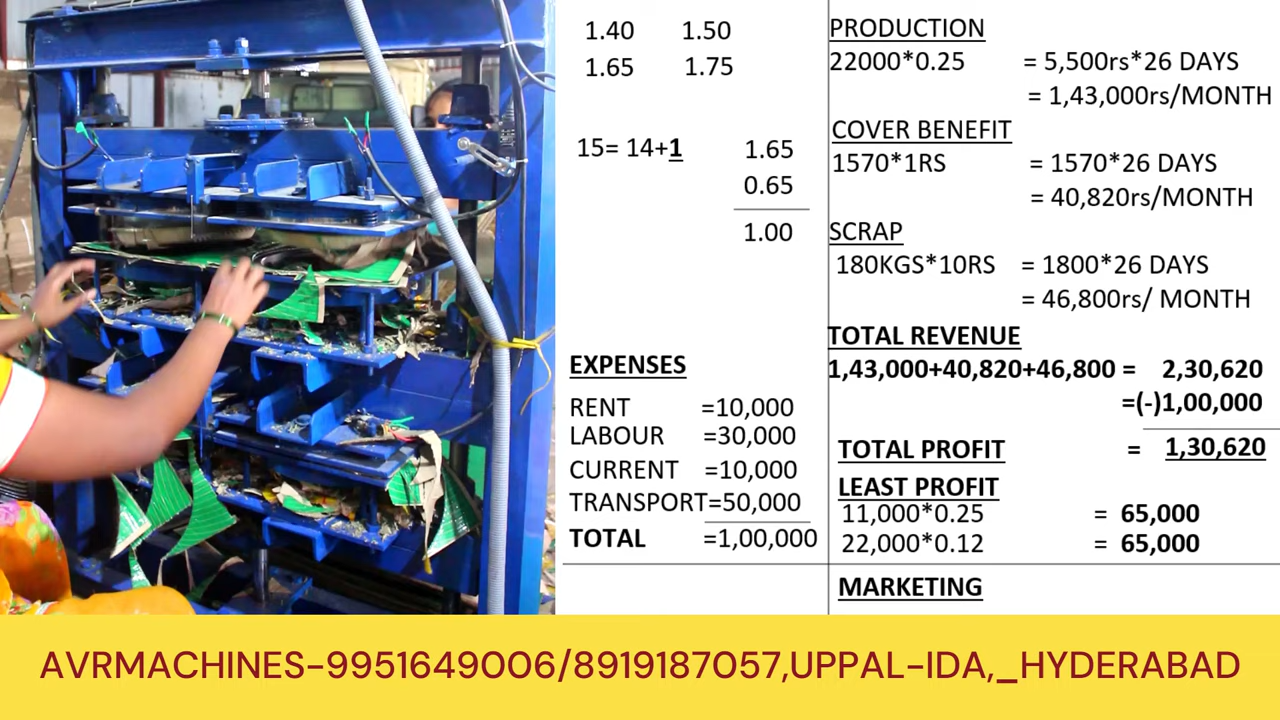 1.40 1.50
1.65 1.75
15= 14+1 1.65
0.65
1.00
EXPENSES
RENT =10,000
LABOUR =30,000
CURRENT =10,000
TRANSPORT=50,000
TOTAL =1,00,000
PRODUCTION
22000*0.25 = 5,500rs*26 DAYS
= 1,43,000rs/MONTH
COVER BENEFIT
1570*1RS = 1570*26 DAYS
= 40,820rs/MONTH
SCRAP
180KGS*10RS = 1800*26 DAYS
= 46,800rs/ MONTH
TOTAL REVENUE
1,43,000+40,820+46,800 = 2,30,620
=(-)1,00,000
TOTAL PROFIT = 1,30,620
LEAST PROFIT
11,000*0.25 = 65,000
22,000*0.12 = 65,000
MARKETING
AVRMACHINES-9951649006/8919187057,UPPAL-IDA,_HYDERABAD